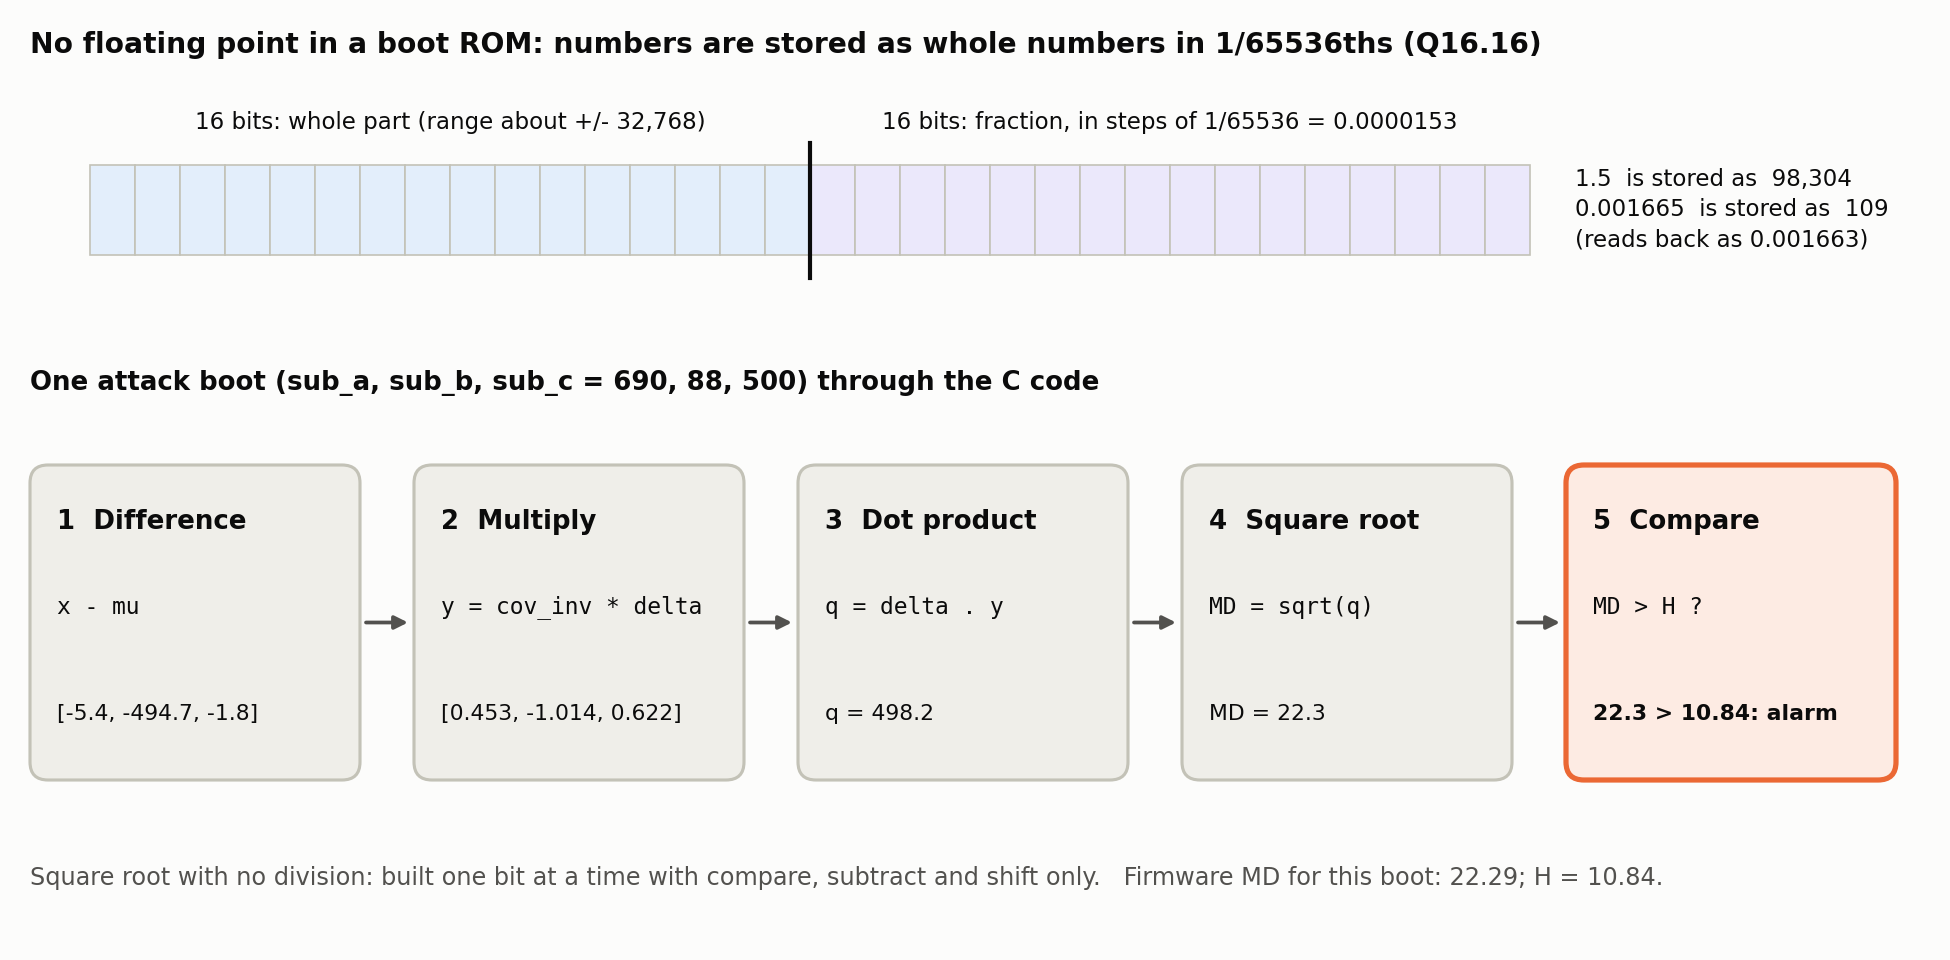 No floating point in a boot ROM: numbers are stored as whole numbers in 1/65536ths (Q16.16)
16 bits: whole part (range about +/- 32,768)
16 bits: fraction, in steps of 1/65536 = 0.0000153
1.5  is stored as  98,304
0.001665  is stored as  109
(reads back as 0.001663)
One attack boot (sub_a, sub_b, sub_c = 690, 88, 500) through the C code
1  Difference
x - mu
[-5.4, -494.7, -1.8]
2  Multiply
y = cov_inv * delta
[0.453, -1.014, 0.622]
3  Dot product
q = delta . y
q = 498.2
4  Square root
MD = sqrt(q)
MD = 22.3
5  Compare
MD > H ?
22.3 > 10.84: alarm
Square root with no division: built one bit at a time with compare, subtract and shift only.   Firmware MD for this boot: 22.29; H = 10.84.